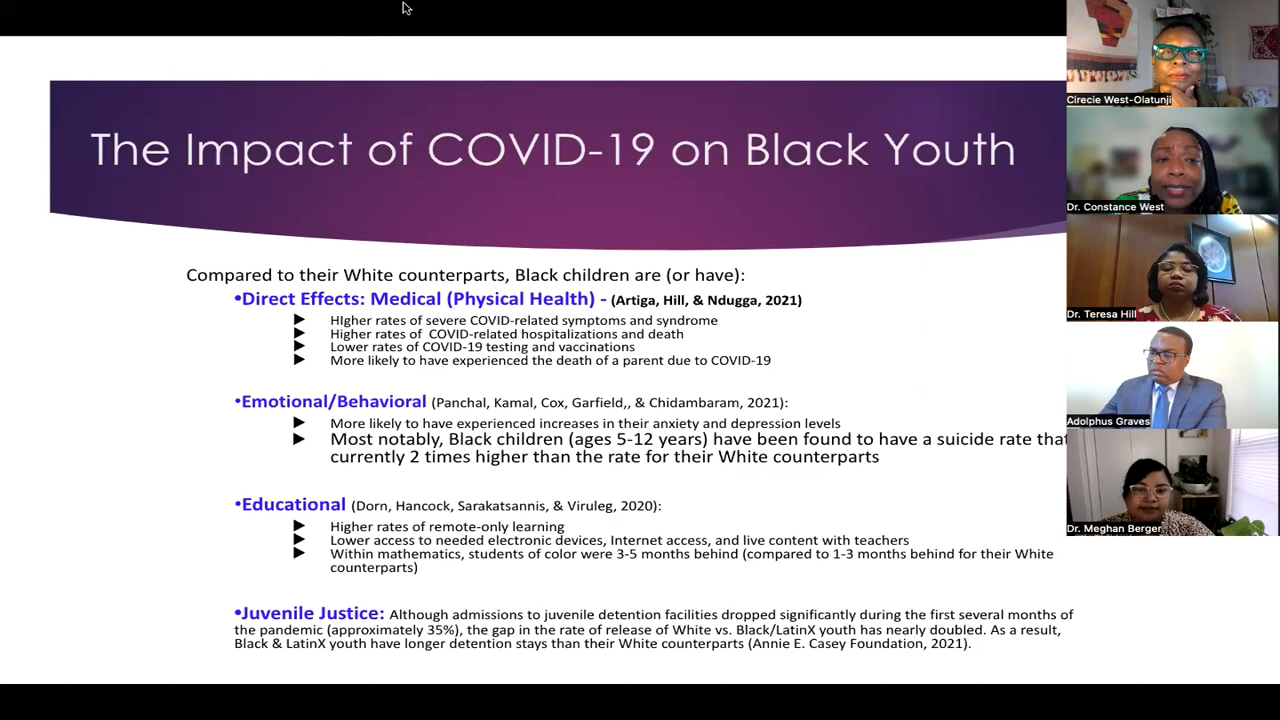 The Impact of COVID-19 on Black Youth
Compared to their White counterparts, Black children are (or have):
•Direct Effects: Medical (Physical Health) - (Artiga, Hill, & Ndugga, 2021)
► HIgher rates of severe COVID-related symptoms and syndrome
► Higher rates of COVID-related hospitalizations and death
► Lower rates of COVID-19 testing and vaccinations
► More likely to have experienced the death of a parent due to COVID-19
•Emotional/Behavioral (Panchal, Kamal, Cox, Garfield,, & Chidambaram, 2021):
► More likely to have experienced increases in their anxiety and depression levels
► Most notably, Black children (ages 5-12 years) have been found to have a suicide rate that
currently 2 times higher than the rate for their White counterparts
•Educational (Dorn, Hancock, Sarakatsannis, & Viruleg, 2020):
► Higher rates of remote-only learning
► Lower access to needed electronic devices, Internet access, and live content with teachers
► Within mathematics, students of color were 3-5 months behind (compared to 1-3 months behind for their White
counterparts)
•Juvenile Justice: Although admissions to juvenile detention facilities dropped significantly during the first several months of
the pandemic (approximately 35%), the gap in the rate of release of White vs. Black/LatinX youth has nearly doubled. As a result,
Black & LatinX youth have longer detention stays than their White counterparts (Annie E. Casey Foundation, 2021).
Cirecie West-Olatunji
Dr. Constance West
Dr. Teresa Hill
Adolphus Graves
Dr. Meghan Berger